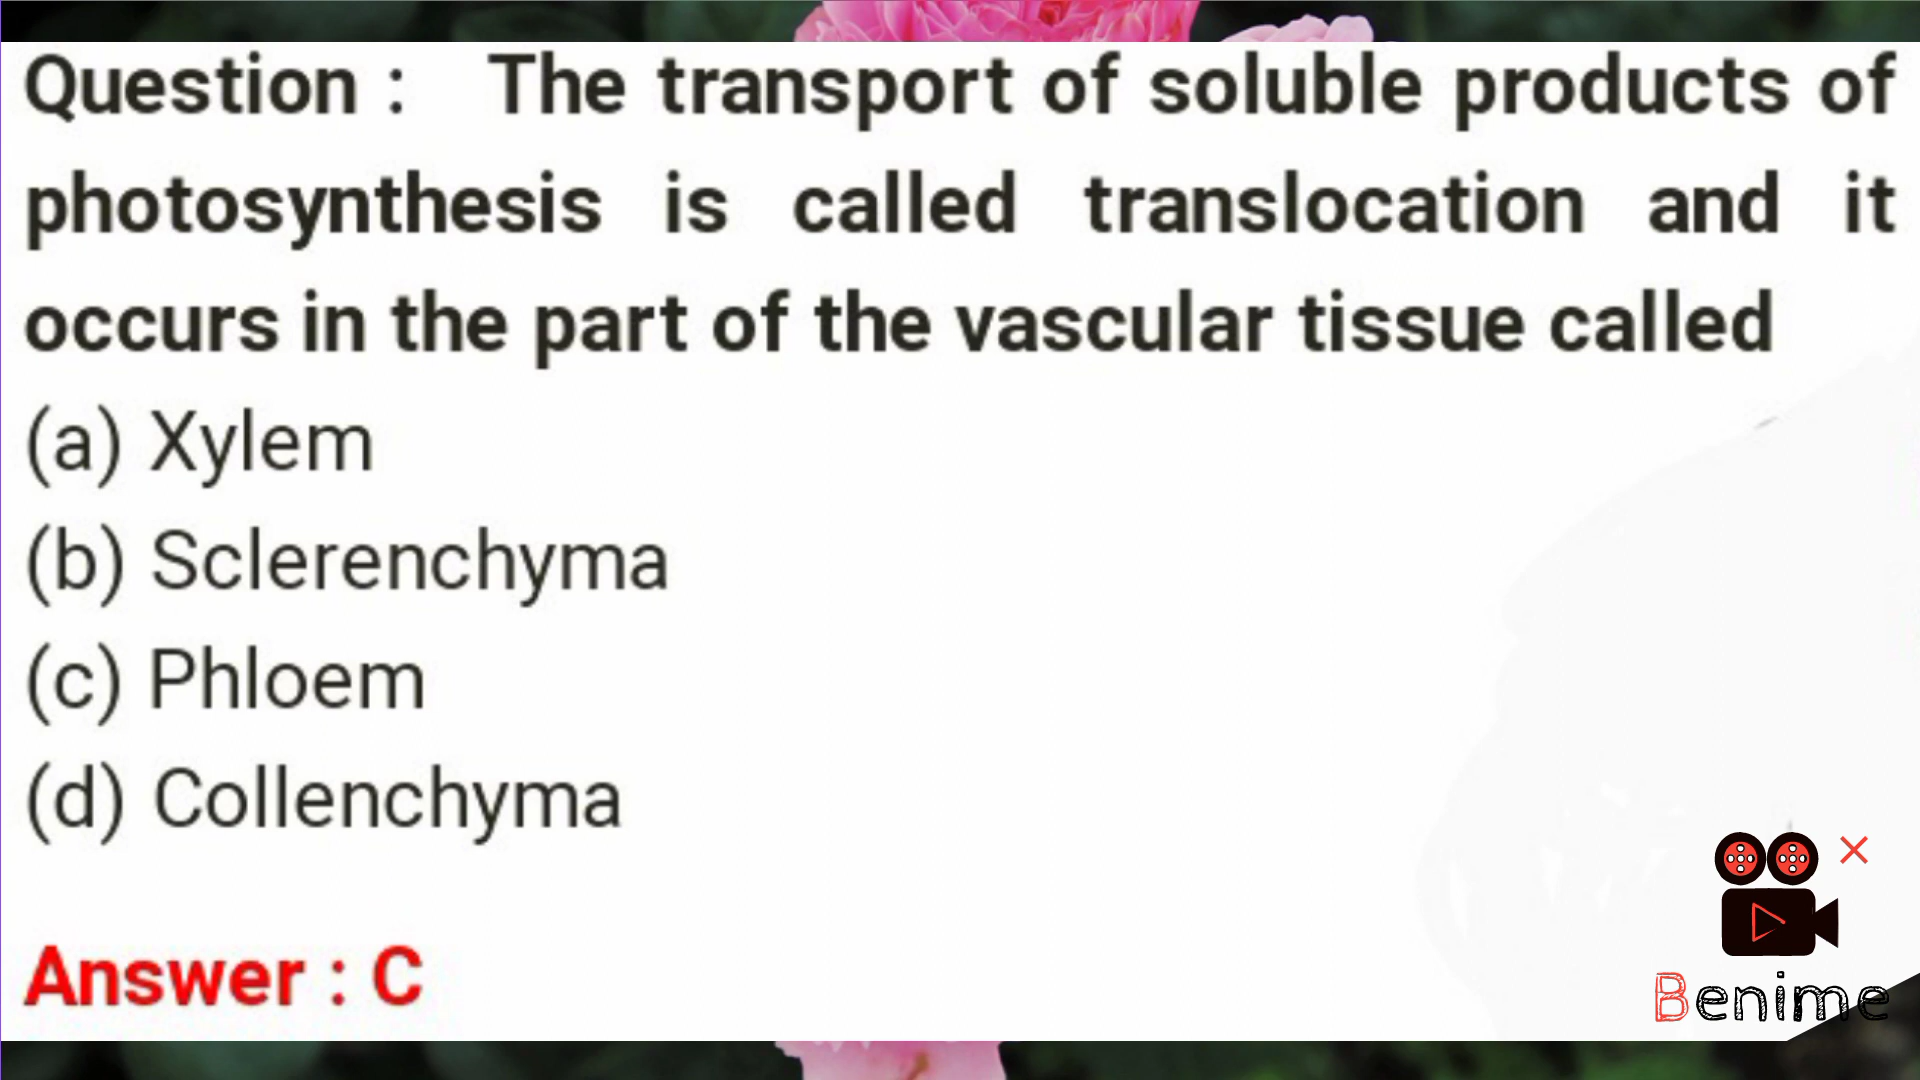 Question : The transport of soluble products of
photosynthesis is called translocation and it
occurs in the part of the vascular tissue called
(a) Xylem
(b) Sclerenchyma
(c) Phloem
(d) Collenchyma
Answer : C
Benime